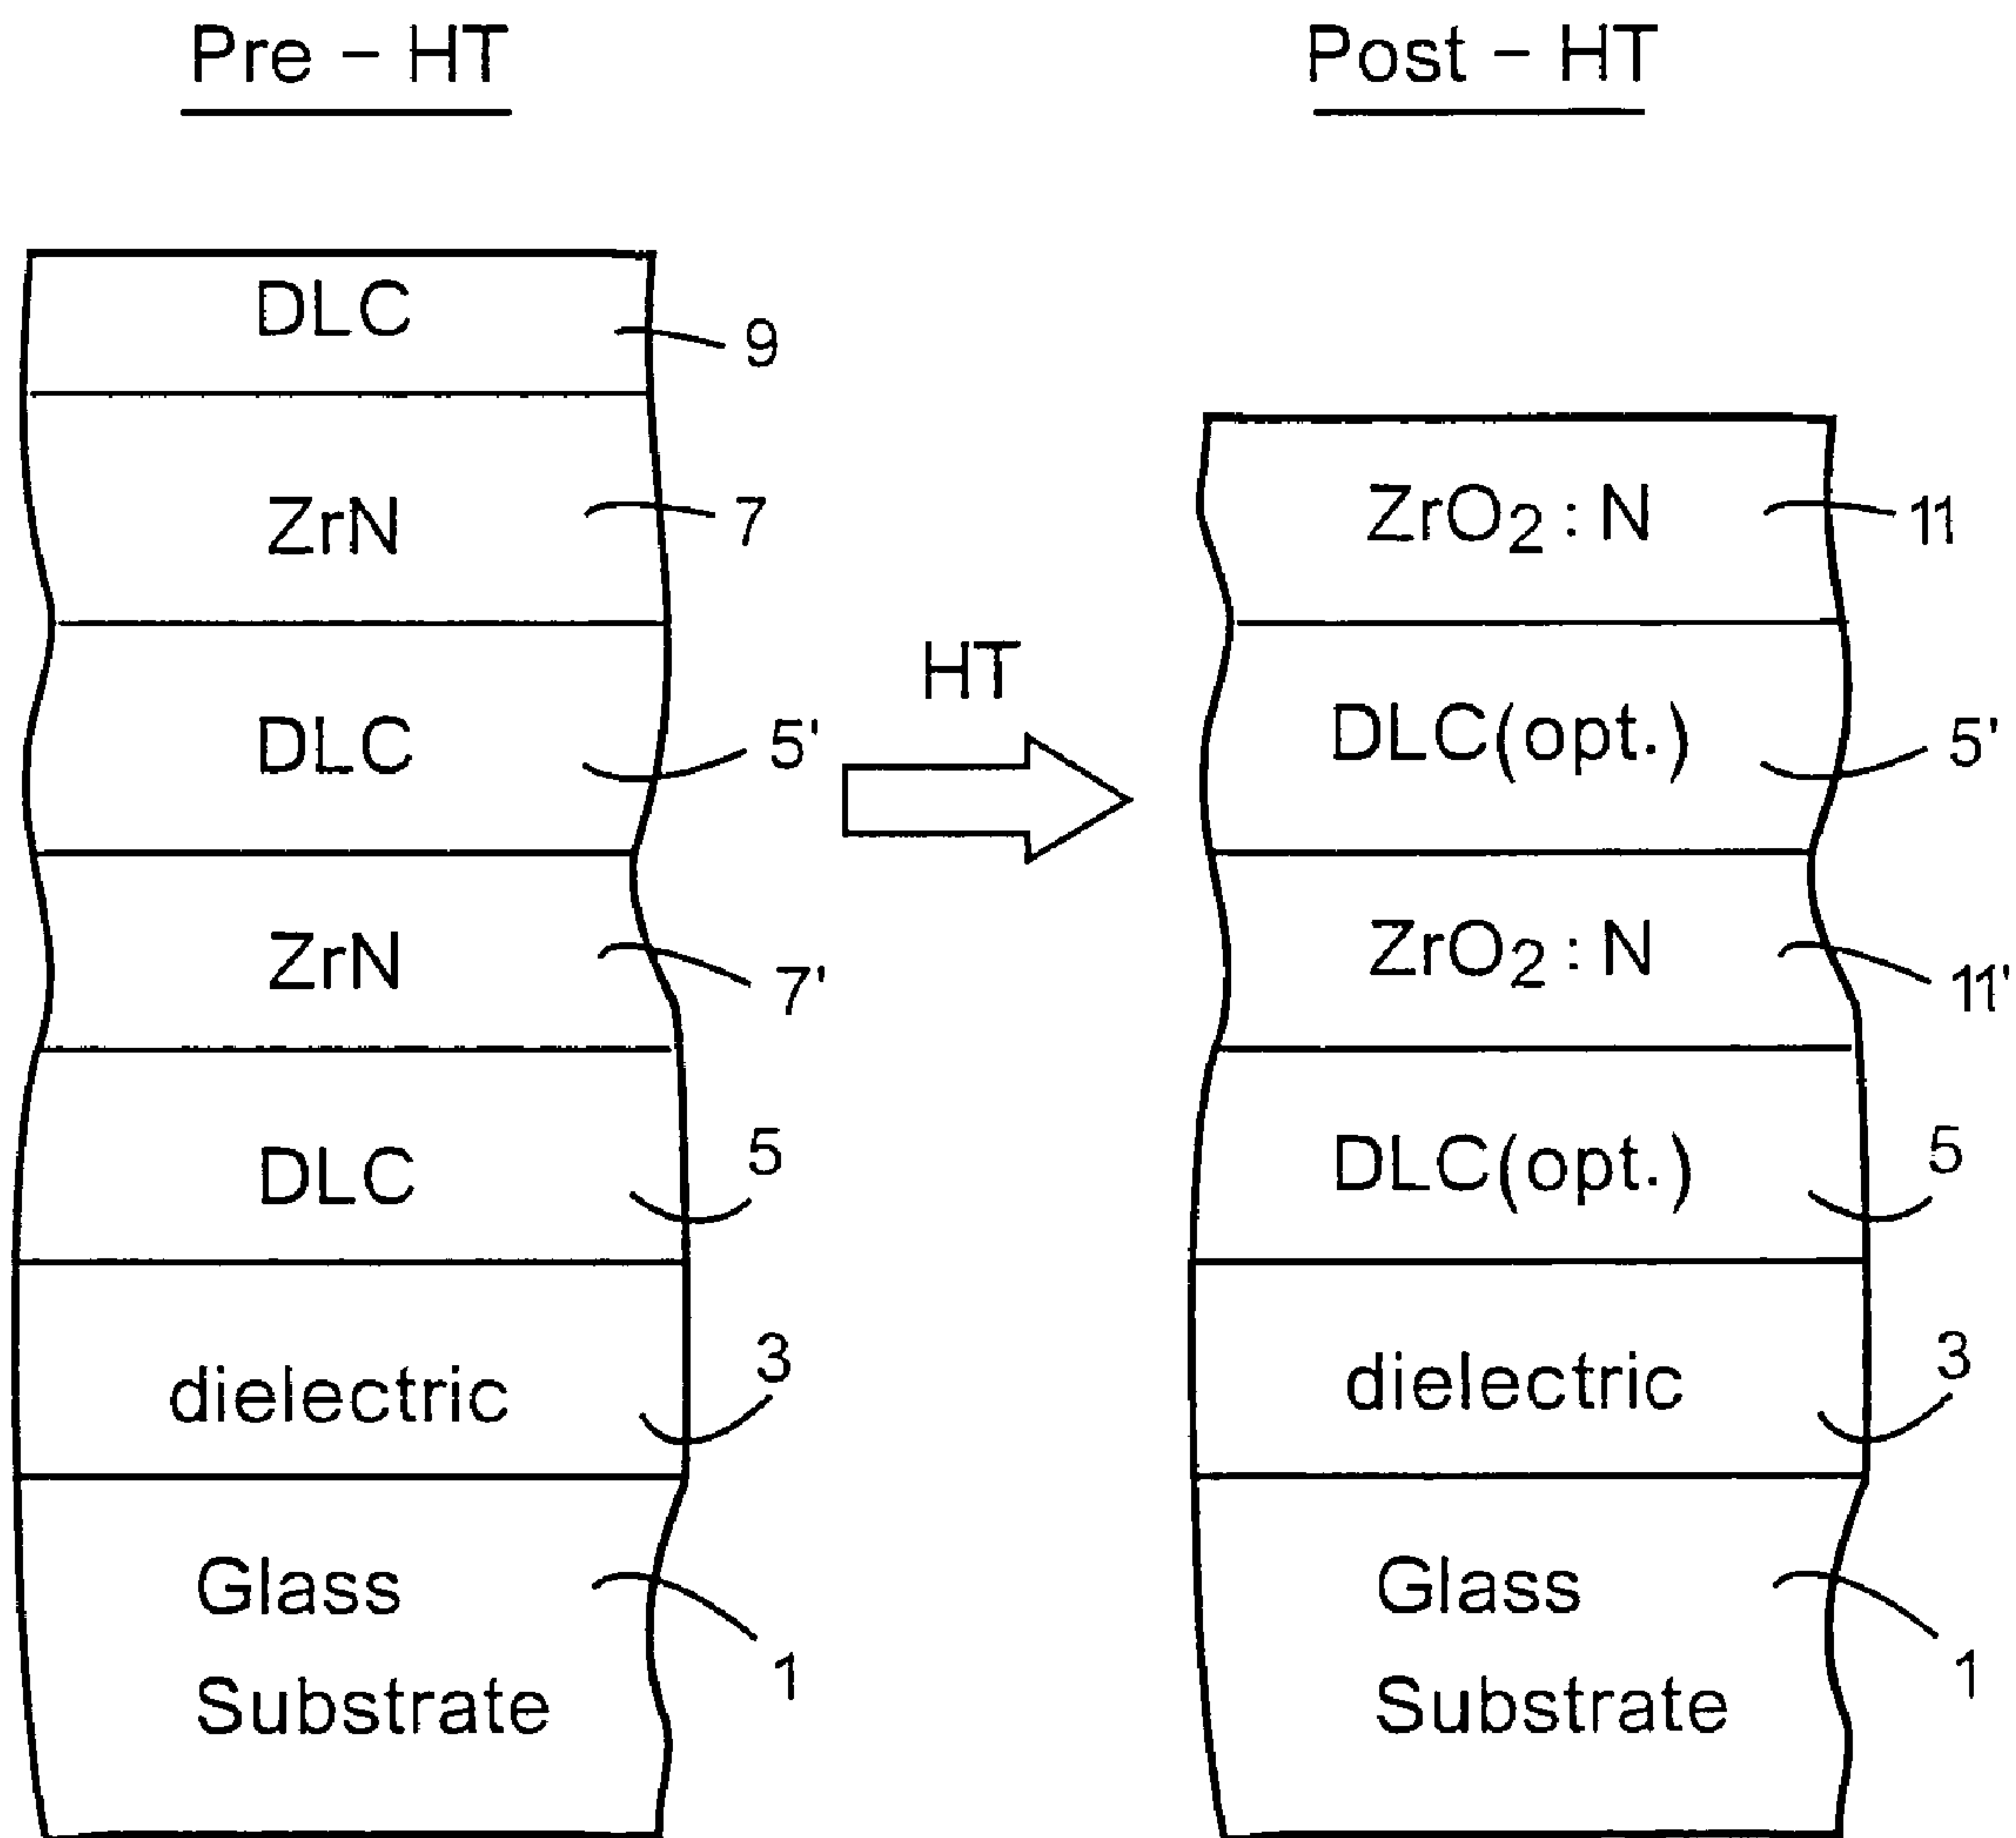 Pre - HT
DLC
9
ZrN
7
DLC
5'
ZrN
7'
DLC
5
dielectric
3
Glass
Substrate
1
HT
Post - HT
ZrO2 : N
11
DLC(opt.)
5'
ZrO2 : N
11'
DLC(opt.)
5
dielectric
3
Glass
Substrate
1